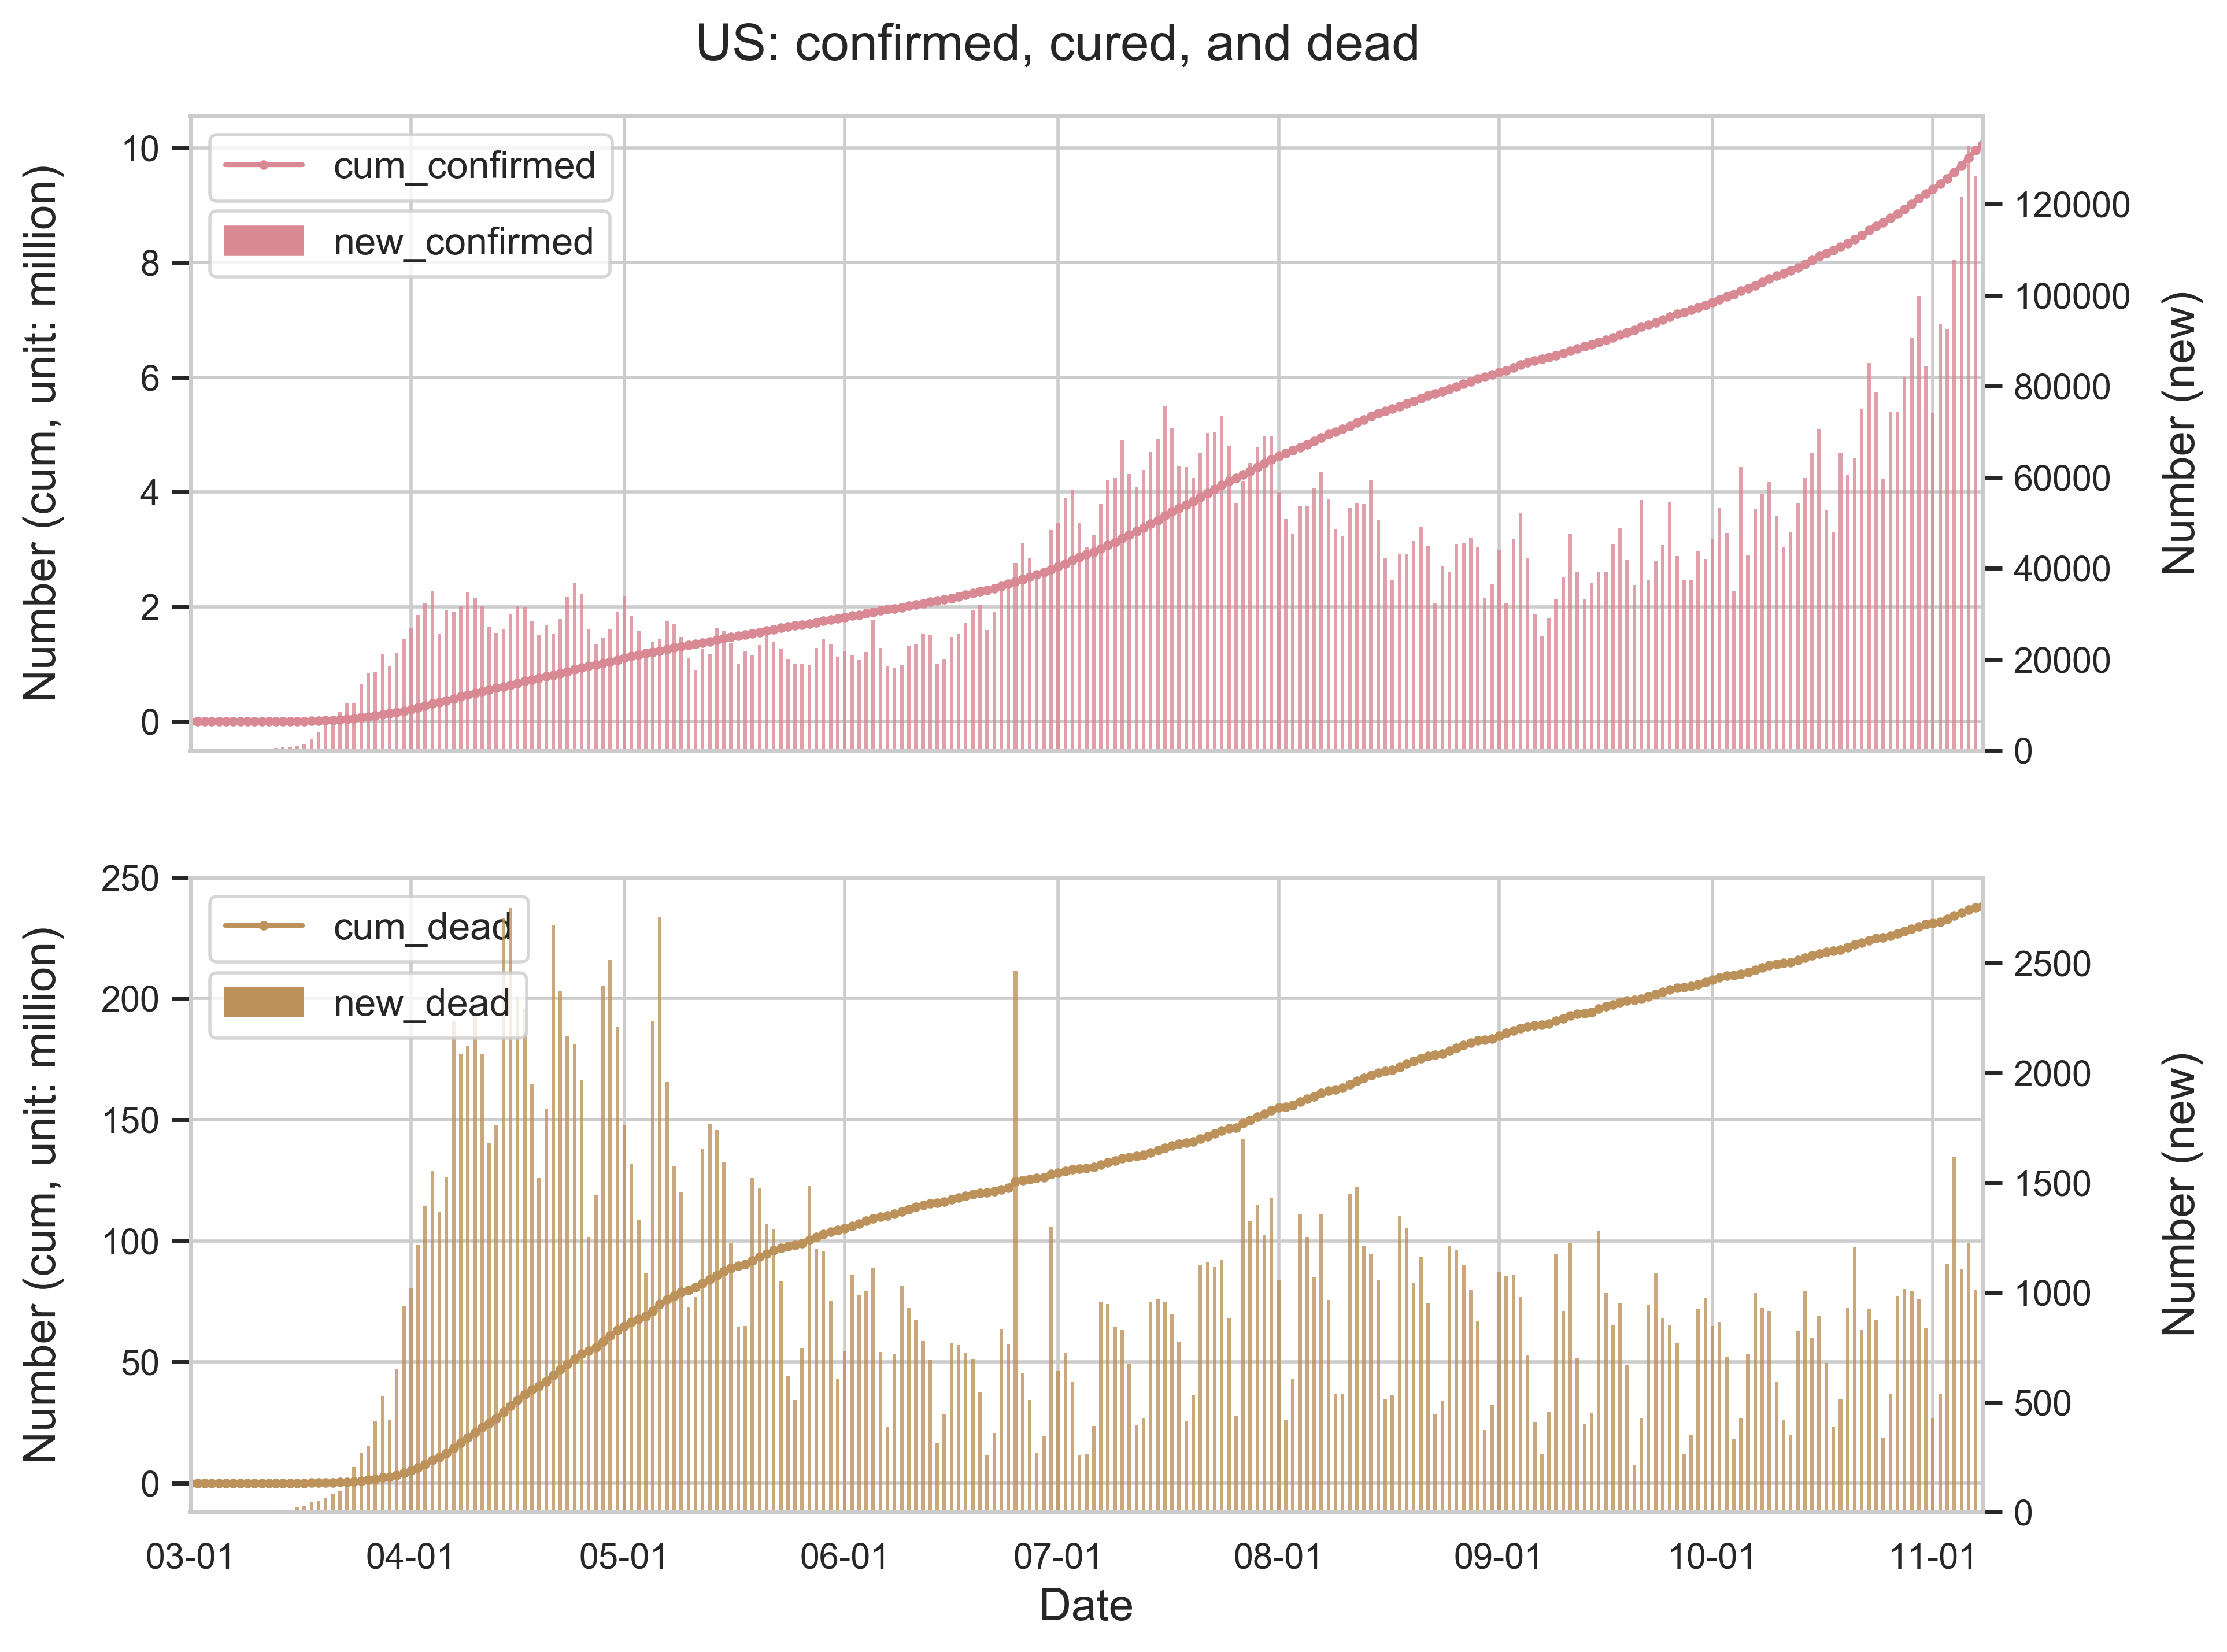 US: confirmed, cured, and dead
Number (cum, unit: million)
10
8
6
4
2
0
cum_confirmed
new_confirmed
120000
100000
80000
60000
40000
20000
0
Number (new)
Number (cum, unit: million)
250
200
150
100
50
0
cum_dead
new_dead
2500
2000
1500
1000
500
0
Number (new)
03-01 04-01 05-01 06-01 07-01 08-01 09-01 10-01 11-01
Date